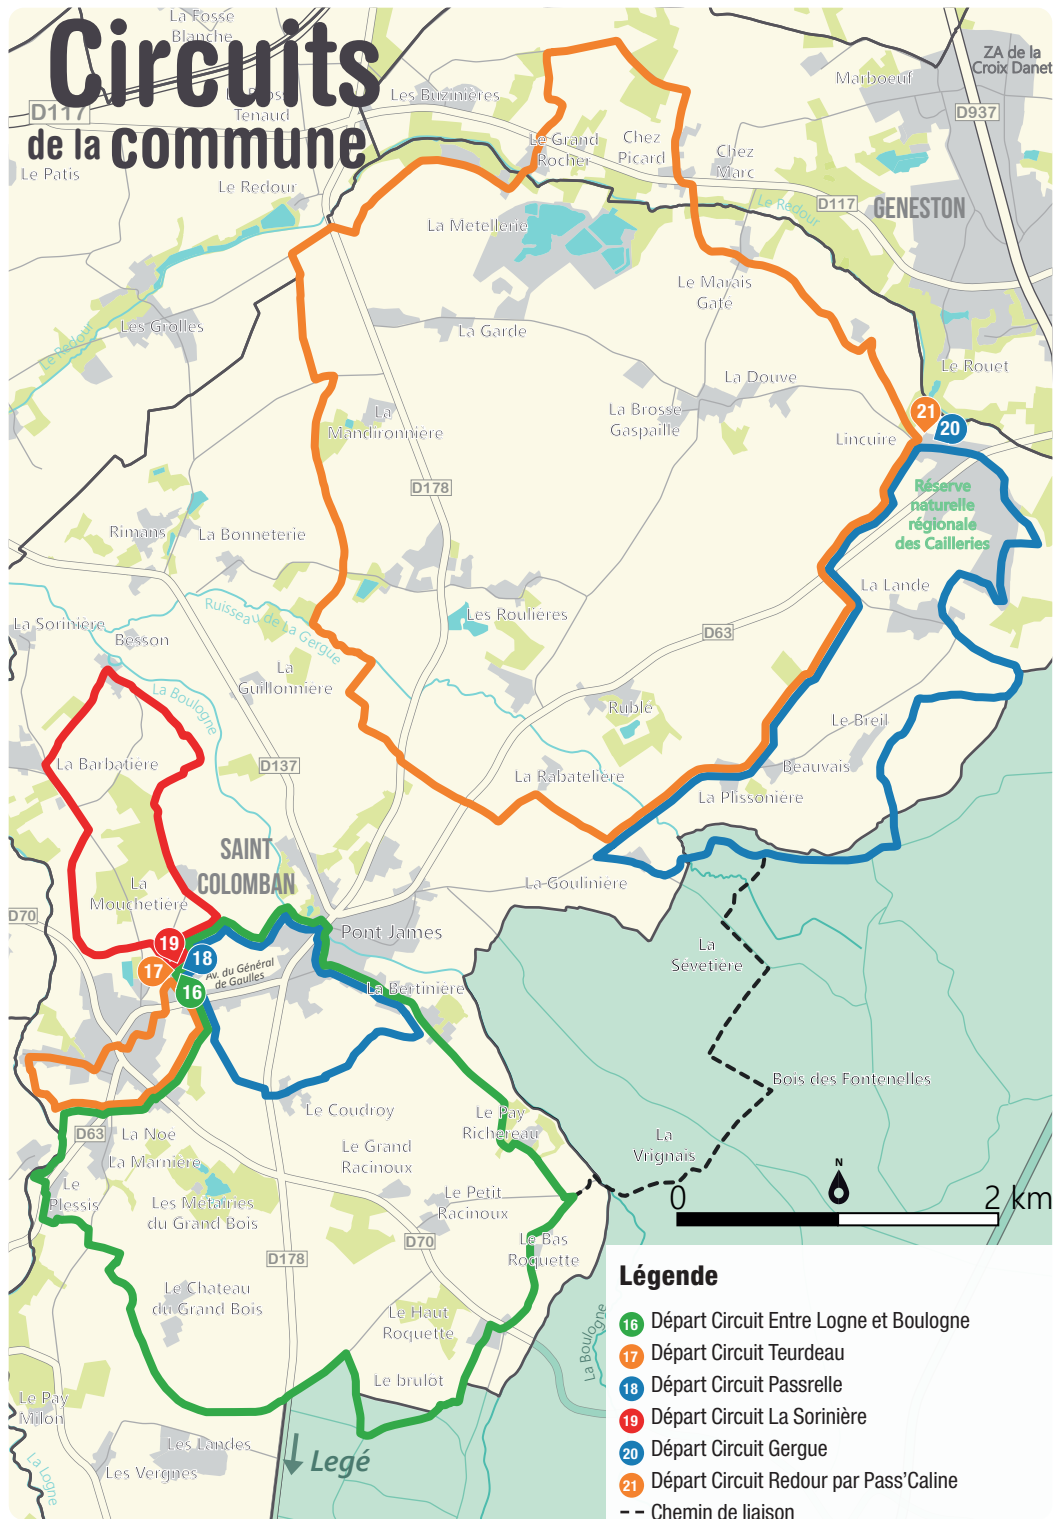 Circuits
de la commune
La Fosse
Blanche
Tenaud
D117
Le Patis
Le Redour
Les Buzinières
Le Grand
Rocher
Chez
Picard
Chez
Marc
Marboeuf
ZA de la
Croix Danet
D937
D117
GENESTON
Le Redour
La Metellerie
Le Marais
Gaté
Les Grolles
Le Redour
La Garde
La Douve
Le Rouet
La Brosse
Gaspaille
La
Mandironnière
Lincuire
21
20
D178
Réserve
naturelle
régionale
des Cailleries
Rimans
La Bonneterie
La Lande
Ruisseau de La Gergue
Les Roulières
D63
La Sorinière
Besson
La
Guillonnière
La Boulogne
Ruble
Le Breil
La Barbatière
D137
La Rabatelière
Beauvais
La Plissonière
SAINT
COLOMBAN
La
Mouchetière
La Goulinière
D70
Pont James
19
18
17
16
Av. du Général
de Gaulles
La Bertinière
La
Sévetière
Bois des Fontenelles
Le Coudroy
Le Pay
Richereau
D63
La Noë
La Marnière
Le Grand
Racinoux
La
Vrignais
Le
Plessis
Les Métairies
du Grand Bois
Le Petit
Racinoux
N
0
2 km
D178
D70
Le Bas
Roquette
Le Chateau
du Grand Bois
Le Haut
Roquette
La Boulogne
Le brulot
Le Pay
Milon
Les Landes
Les Vergnes
La Logne
Legé
Légende
16 Départ Circuit Entre Logne et Boulogne
17 Départ Circuit Teurdeau
18 Départ Circuit Passrelle
19 Départ Circuit La Sorinière
20 Départ Circuit Gergue
21 Départ Circuit Redour par Pass'Caline
Chemin de liaison